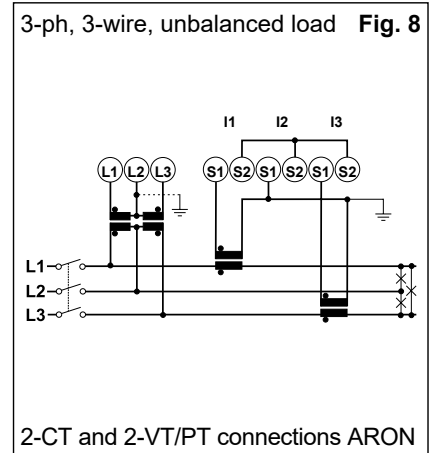 3-ph, 3-wire, unbalanced load Fig. 8
I1 I2 I3
L1 L2 L3 S1 S2 S1 S2 S1 S2
L1
L2
L3
2-CT and 2-VT/PT connections ARON